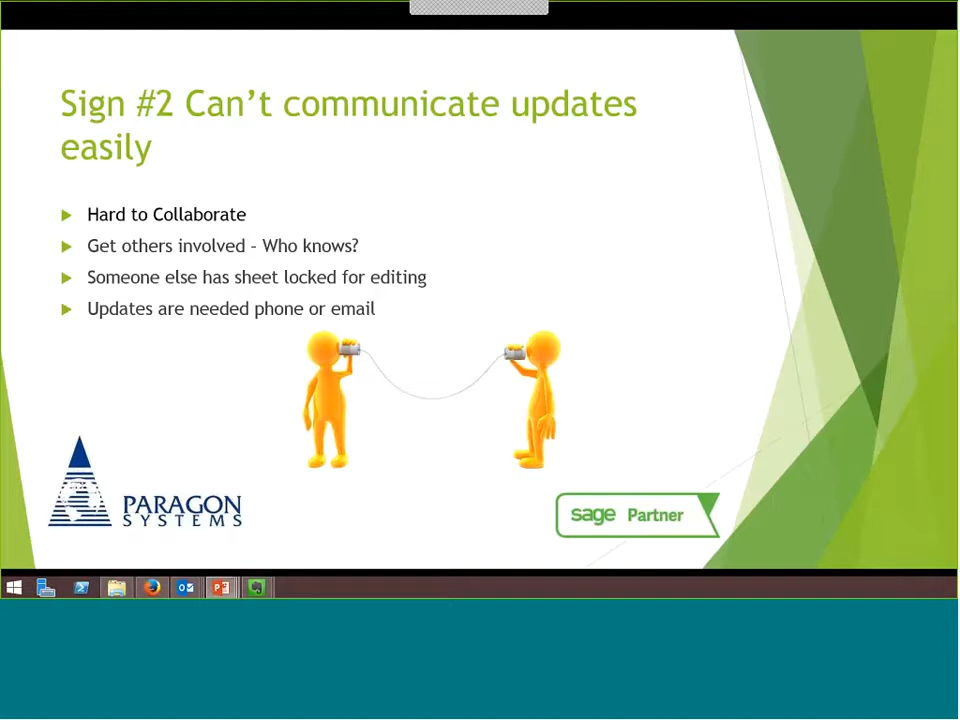 Sign #2 Can’t communicate updates
easily
Hard to Collaborate
Get others involved – Who knows?
Someone else has sheet locked for editing
Updates are needed phone or email
PARAGON
SYSTEMS
sage Partner